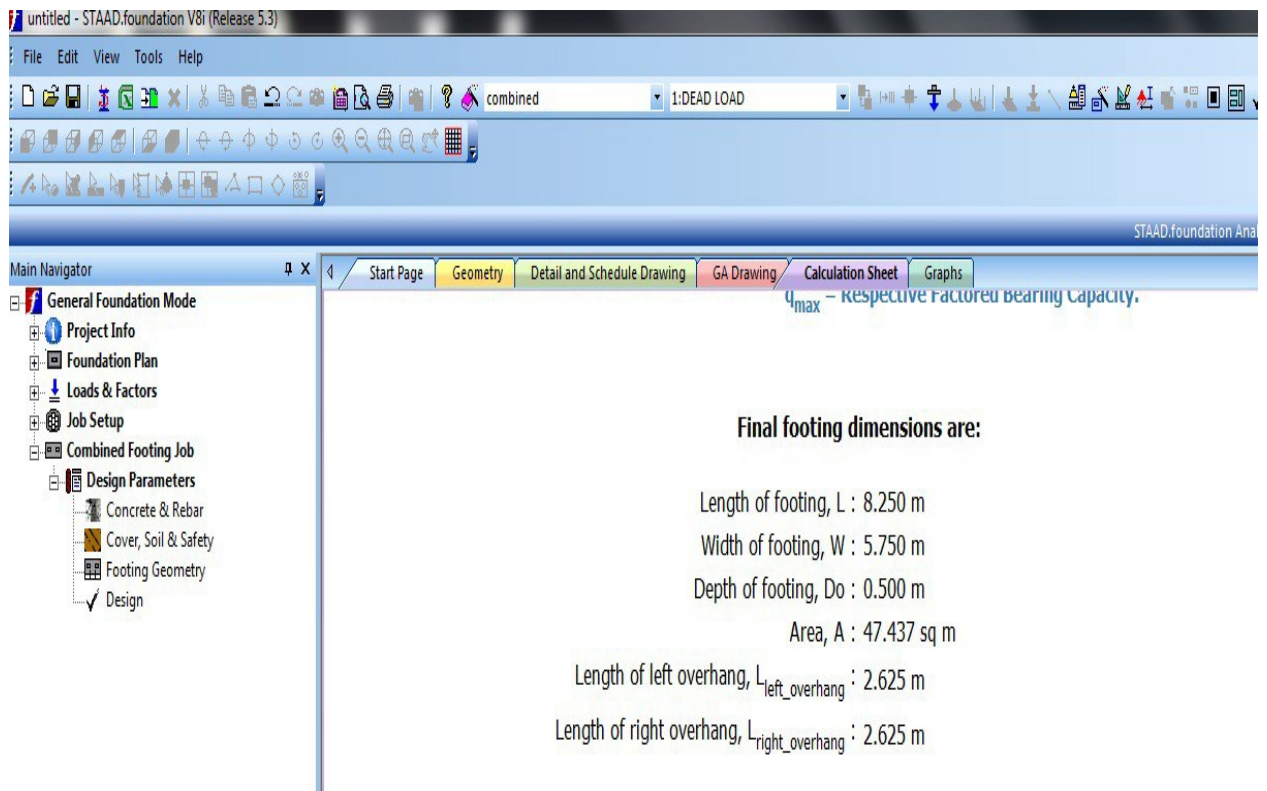 untitled - STAAD.foundation V8i (Release 5.3)
File Edit View Tools Help
combined 1:DEAD LOAD
STAAD.foundation Ana
Main Navigator
Start Page Geometry Detail and Schedule Drawing GA Drawing Calculation Sheet Graphs
General Foundation Mode
Project Info
Foundation Plan
Loads & Factors
Job Setup
Combined Footing Job
Design Parameters
Concrete & Rebar
Cover, Soil & Safety
Footing Geometry
Design
qmax = Respective Factored Bearing Capacity.
Final footing dimensions are:
Length of footing, L : 8.250 m
Width of footing, W : 5.750 m
Depth of footing, Do : 0.500 m
Area, A : 47.437 sq m
Length of left overhang, Lleft_overhang : 2.625 m
Length of right overhang, Lright_overhang : 2.625 m